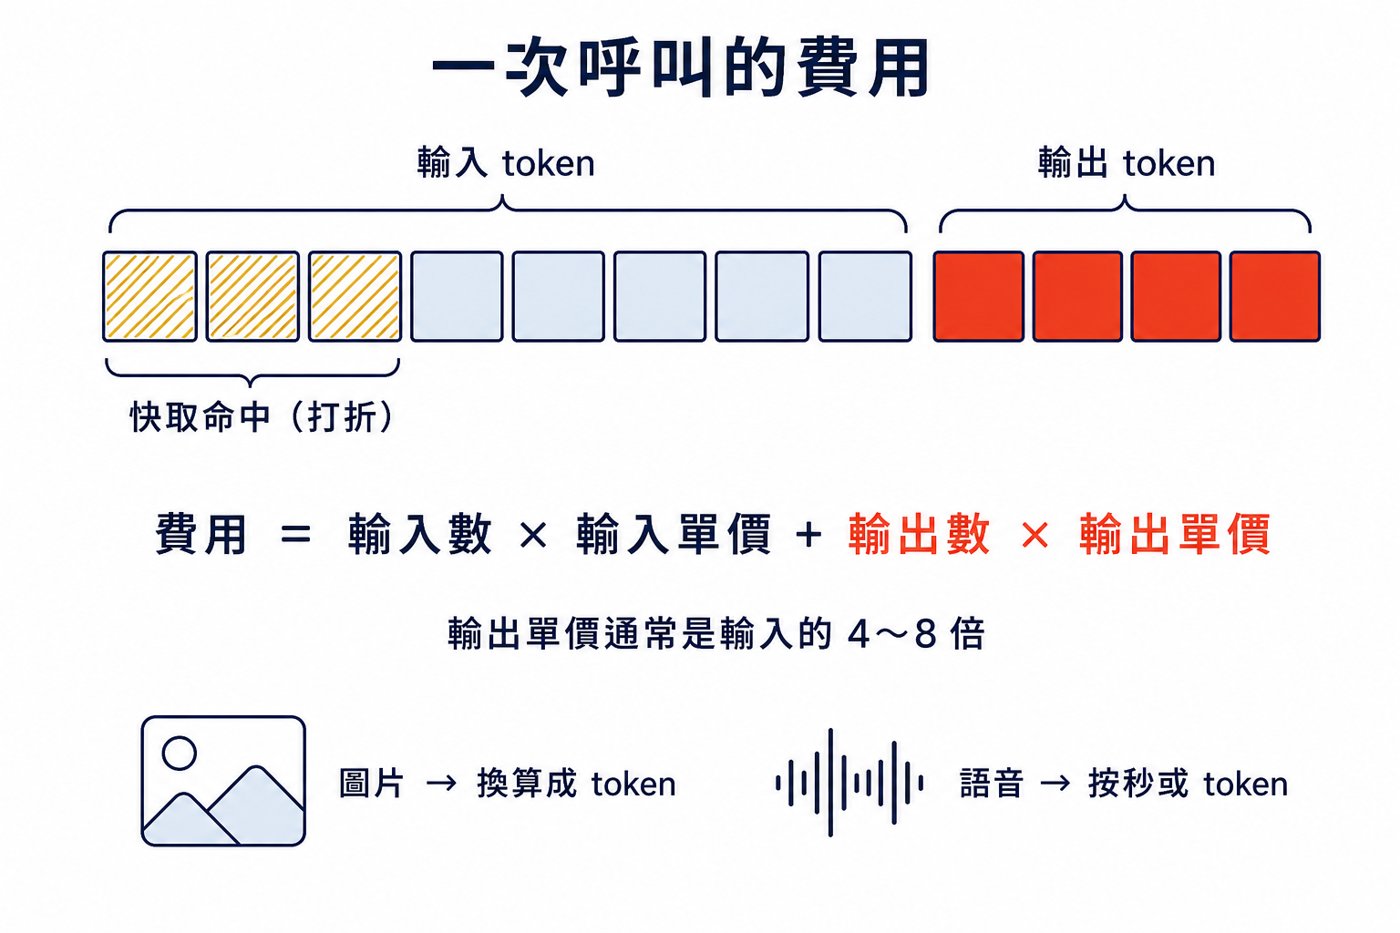 一次呼叫的費用
輸入 token
輸出 token
快取命中（打折）
費用 = 輸入數 × 輸入單價 + 輸出數 × 輸出單價
輸出單價通常是輸入的 4～8 倍
圖片 → 換算成 token
語音 → 按秒或 token